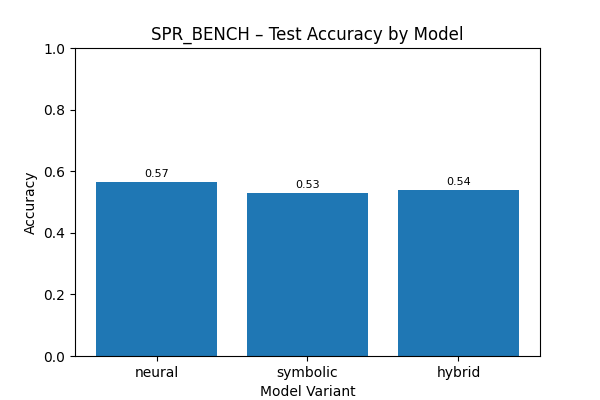 SPR_BENCH – Test Accuracy by Model
1.0
0.8
0.6
0.4
0.2
0.0
Accuracy
0.57
0.53
0.54
neural
symbolic
hybrid
Model Variant